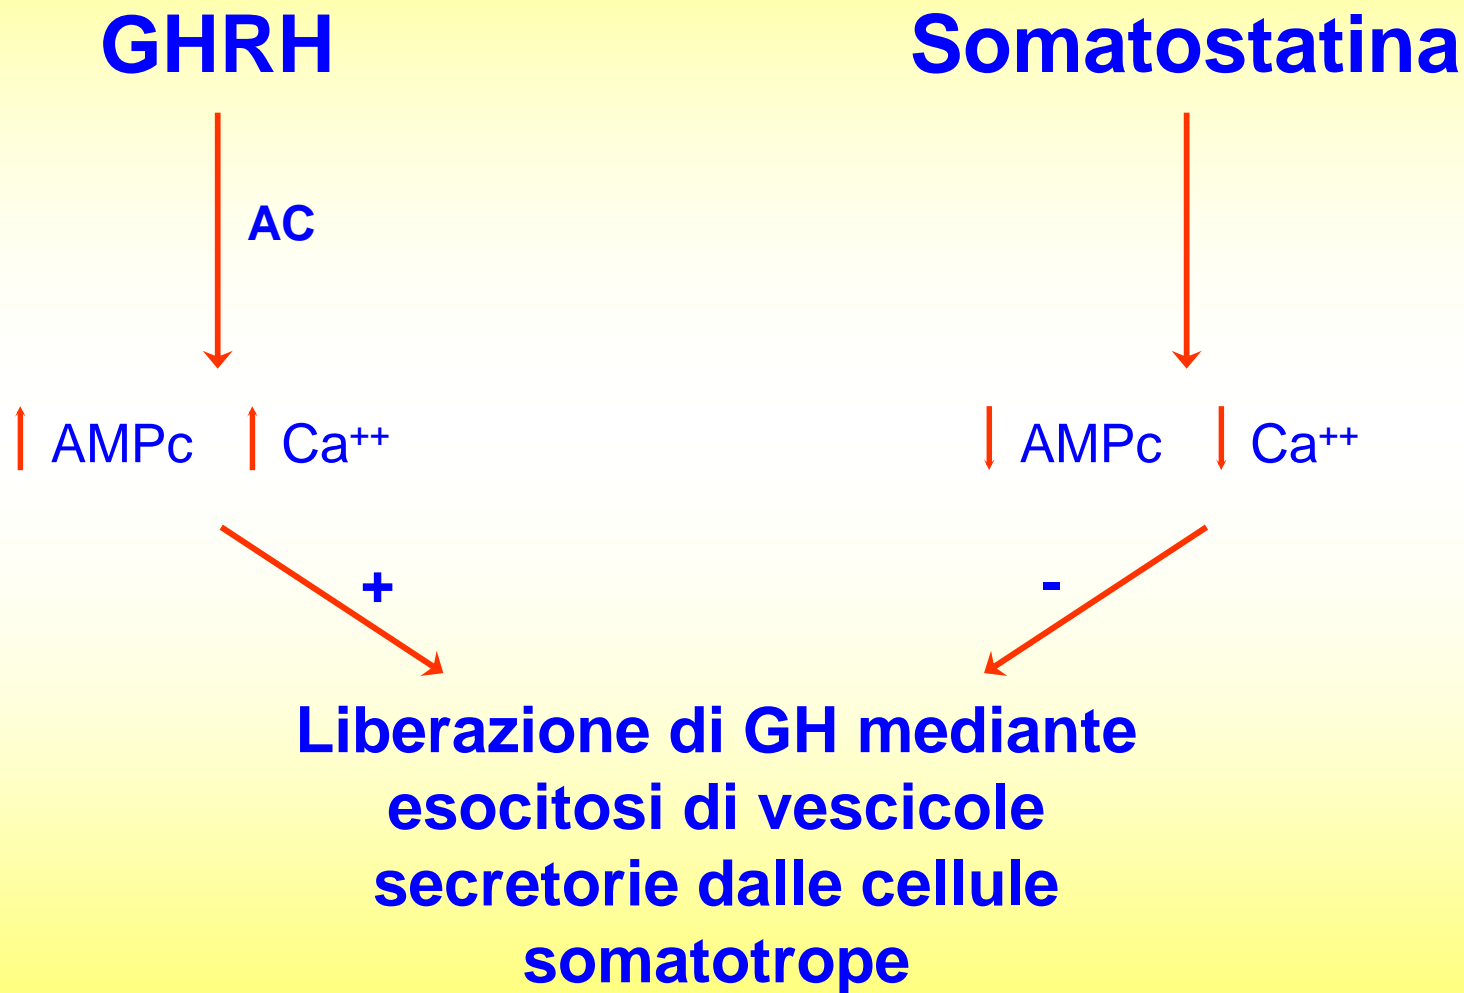 GHRH
Somatostatina
AC
AMPc
Ca++
AMPc
Ca++
+
-
Liberazione di GH mediante
esocitosi di vescicole
secretorie dalle cellule
somatotrope